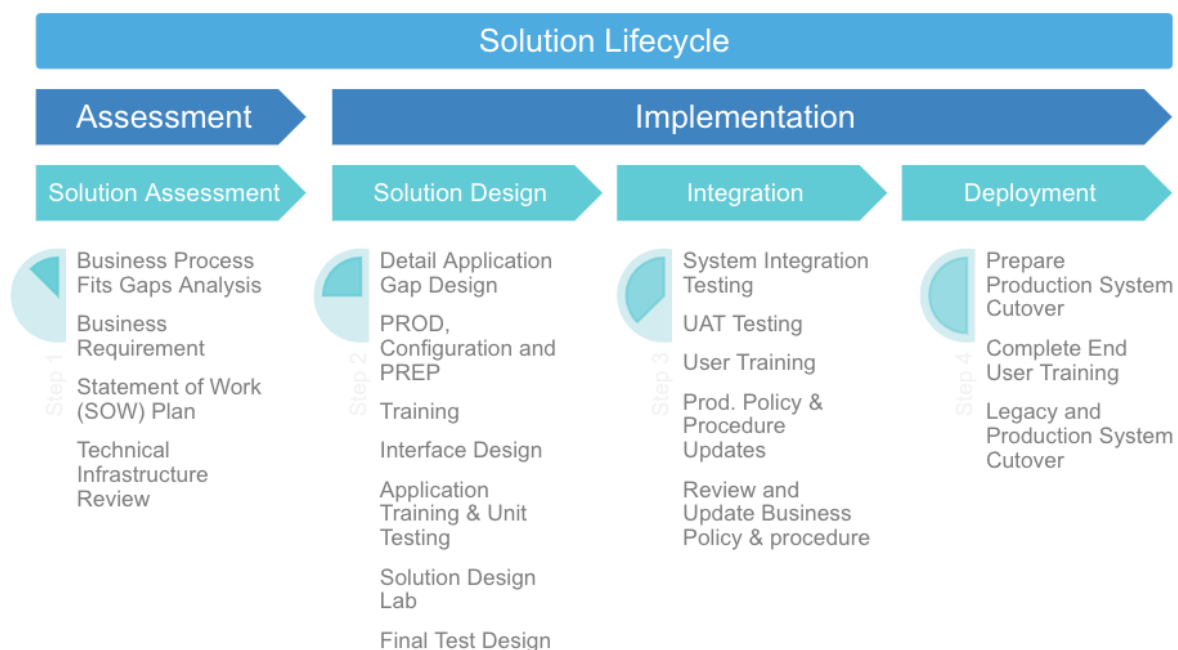 Solution Lifecycle
Assessment
Implementation
Solution Assessment
Solution Design
Integration
Deployment
Step 1
Business Process
Fits Gaps Analysis
Business
Requirement
Statement of Work
(SOW) Plan
Technical
Infrastructure
Review
Step 2
Detail Application
Gap Design
PROD,
Configuration and
PREP
Training
Interface Design
Application
Training & Unit
Testing
Solution Design
Lab
Final Test Design
Step 3
System Integration
Testing
UAT Testing
User Training
Prod. Policy &
Procedure
Updates
Review and
Update Business
Policy & procedure
Step 4
Prepare
Production System
Cutover
Complete End
User Training
Legacy and
Production System
Cutover